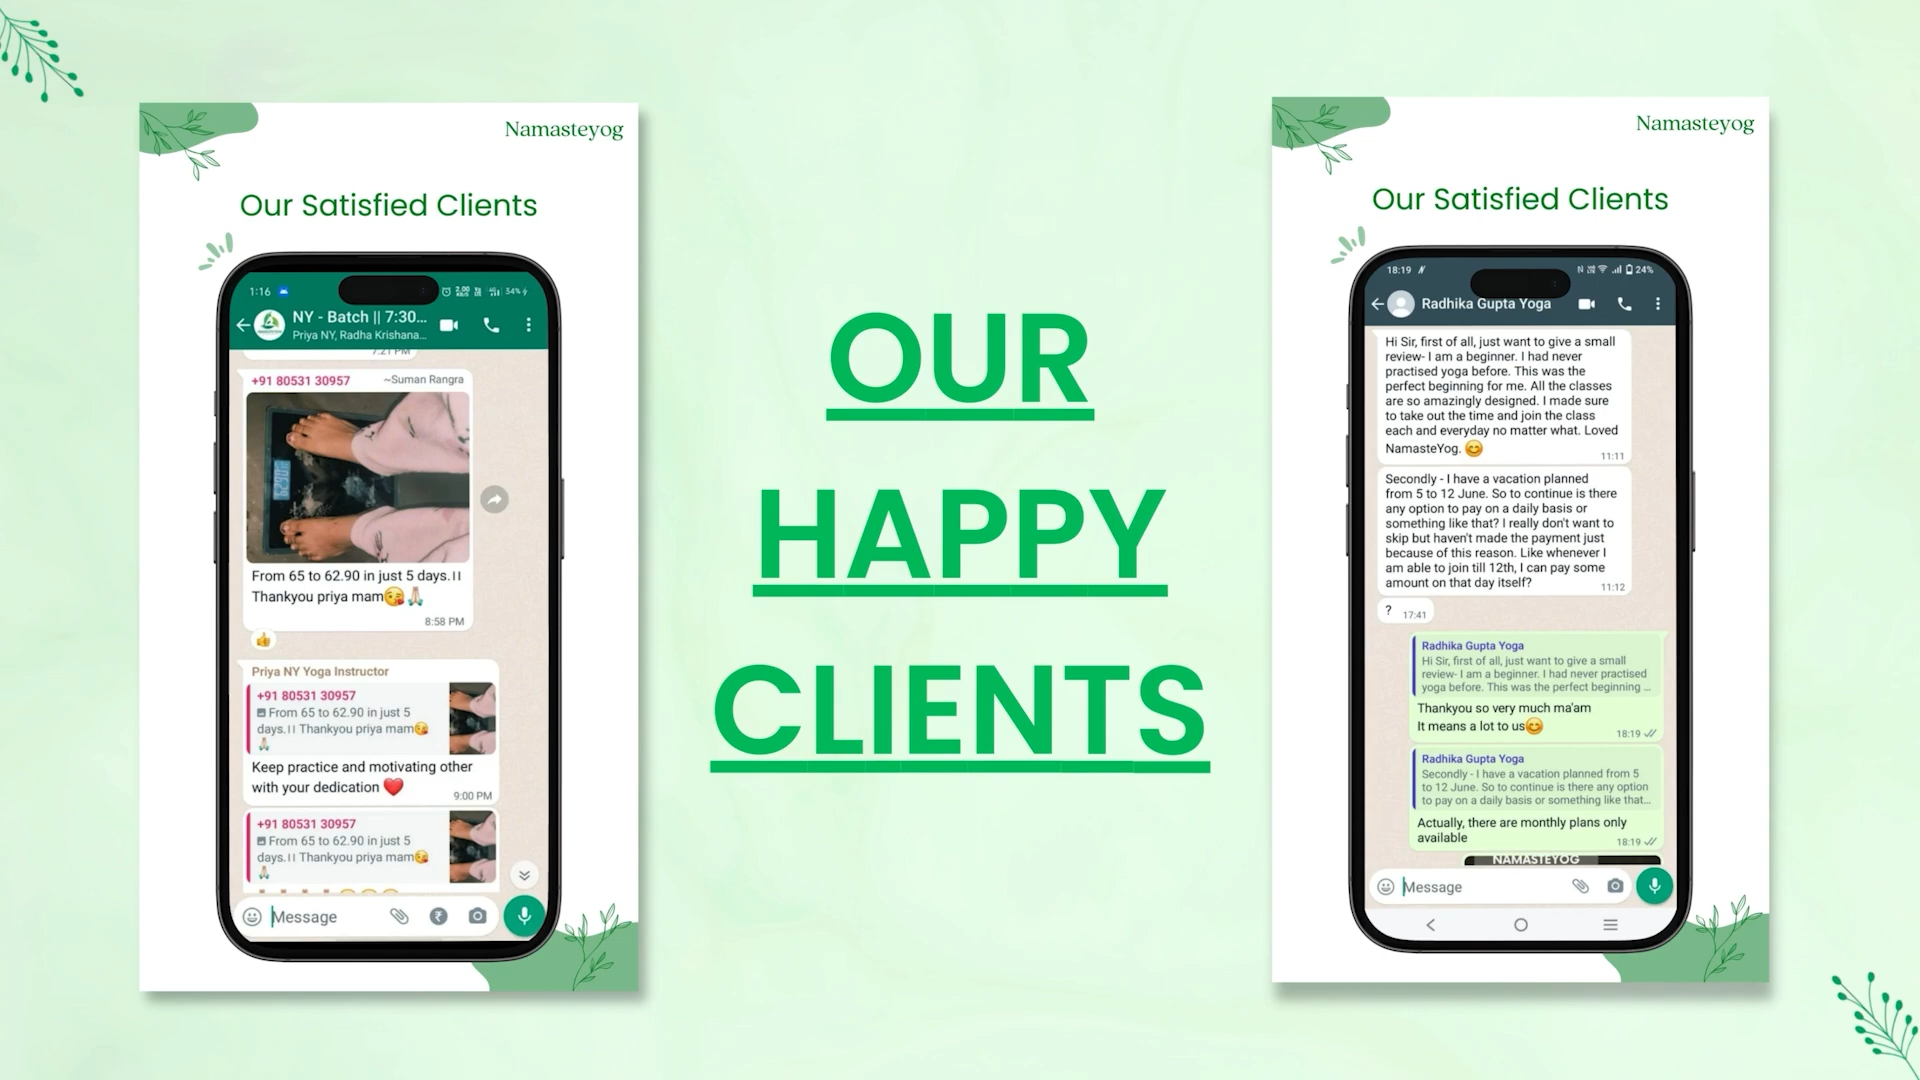 Namasteyog
Our Satisfied Clients
1:16
34%
NY - Batch || 7:30...
Priya NY, Radha Krishana...
7:21 PM
+91 80531 30957
~Suman Rangra
From 65 to 62.90 in just 5 days.।।
Thankyou priya mam😘🙏🏼
8:58 PM
👍
Priya NY Yoga Instructor
+91 80531 30957
From 65 to 62.90 in just 5
days.।। Thankyou priya mam😘
🙏🏼
Keep practice and motivating other
with your dedication ❤️
9:00 PM
+91 80531 30957
From 65 to 62.90 in just 5
days.।। Thankyou priya mam😘
🙏🏼
Message
OUR
HAPPY
CLIENTS
Namasteyog
Our Satisfied Clients
18:19
24%
Radhika Gupta Yoga
Hi Sir, first of all, just want to give a small
review- I am a beginner. I had never
practised yoga before. This was the
perfect beginning for me. All the classes
are so amazingly designed. I made sure
to take out the time and join the class
each and everyday no matter what. Loved
NamasteYog. 😊
11:11
Secondly - I have a vacation planned
from 5 to 12 June. So to continue is there
any option to pay on a daily basis or
something like that? I really don't want to
skip but haven't made the payment just
because of this reason. Like whenever I
am able to join till 12th, I can pay some
amount on that day itself?
11:12
?
17:41
Radhika Gupta Yoga
Hi Sir, first of all, just want to give a small
review- I am a beginner. I had never practised
yoga before. This was the perfect beginning ...
Thankyou so very much ma'am
It means a lot to us😊
18:19
Radhika Gupta Yoga
Secondly - I have a vacation planned from 5
to 12 June. So to continue is there any option
to pay on a daily basis or something like that...
Actually, there are monthly plans only
available
18:19
NAMASTEYOG
Message